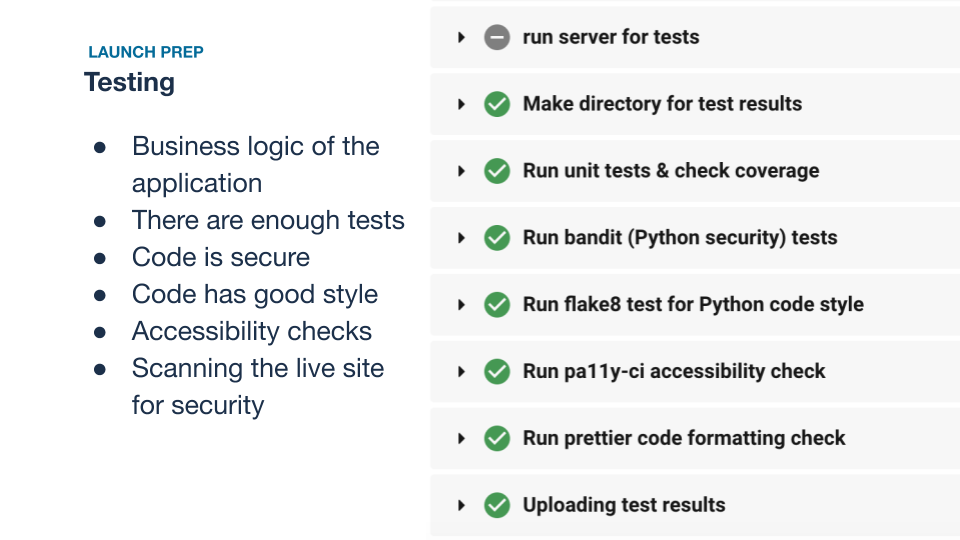 LAUNCH PREP
Testing
● Business logic of the
application
● There are enough tests
● Code is secure
● Code has good style
● Accessibility checks
● Scanning the live site
for security
run server for tests
Make directory for test results
Run unit tests & check coverage
Run bandit (Python security) tests
Run flake8 test for Python code style
Run pa11y-ci accessibility check
Run prettier code formatting check
Uploading test results